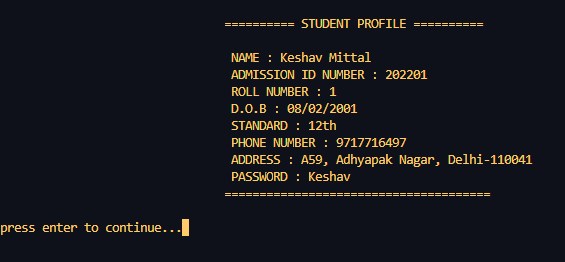 ========== STUDENT PROFILE ==========
NAME : Keshav Mittal
ADMISSION ID NUMBER : 202201
ROLL NUMBER : 1
D.O.B : 08/02/2001
STANDARD : 12th
PHONE NUMBER : 9717716497
ADDRESS : A59, Adhyapak Nagar, Delhi-110041
PASSWORD : Keshav
======================================
press enter to continue...